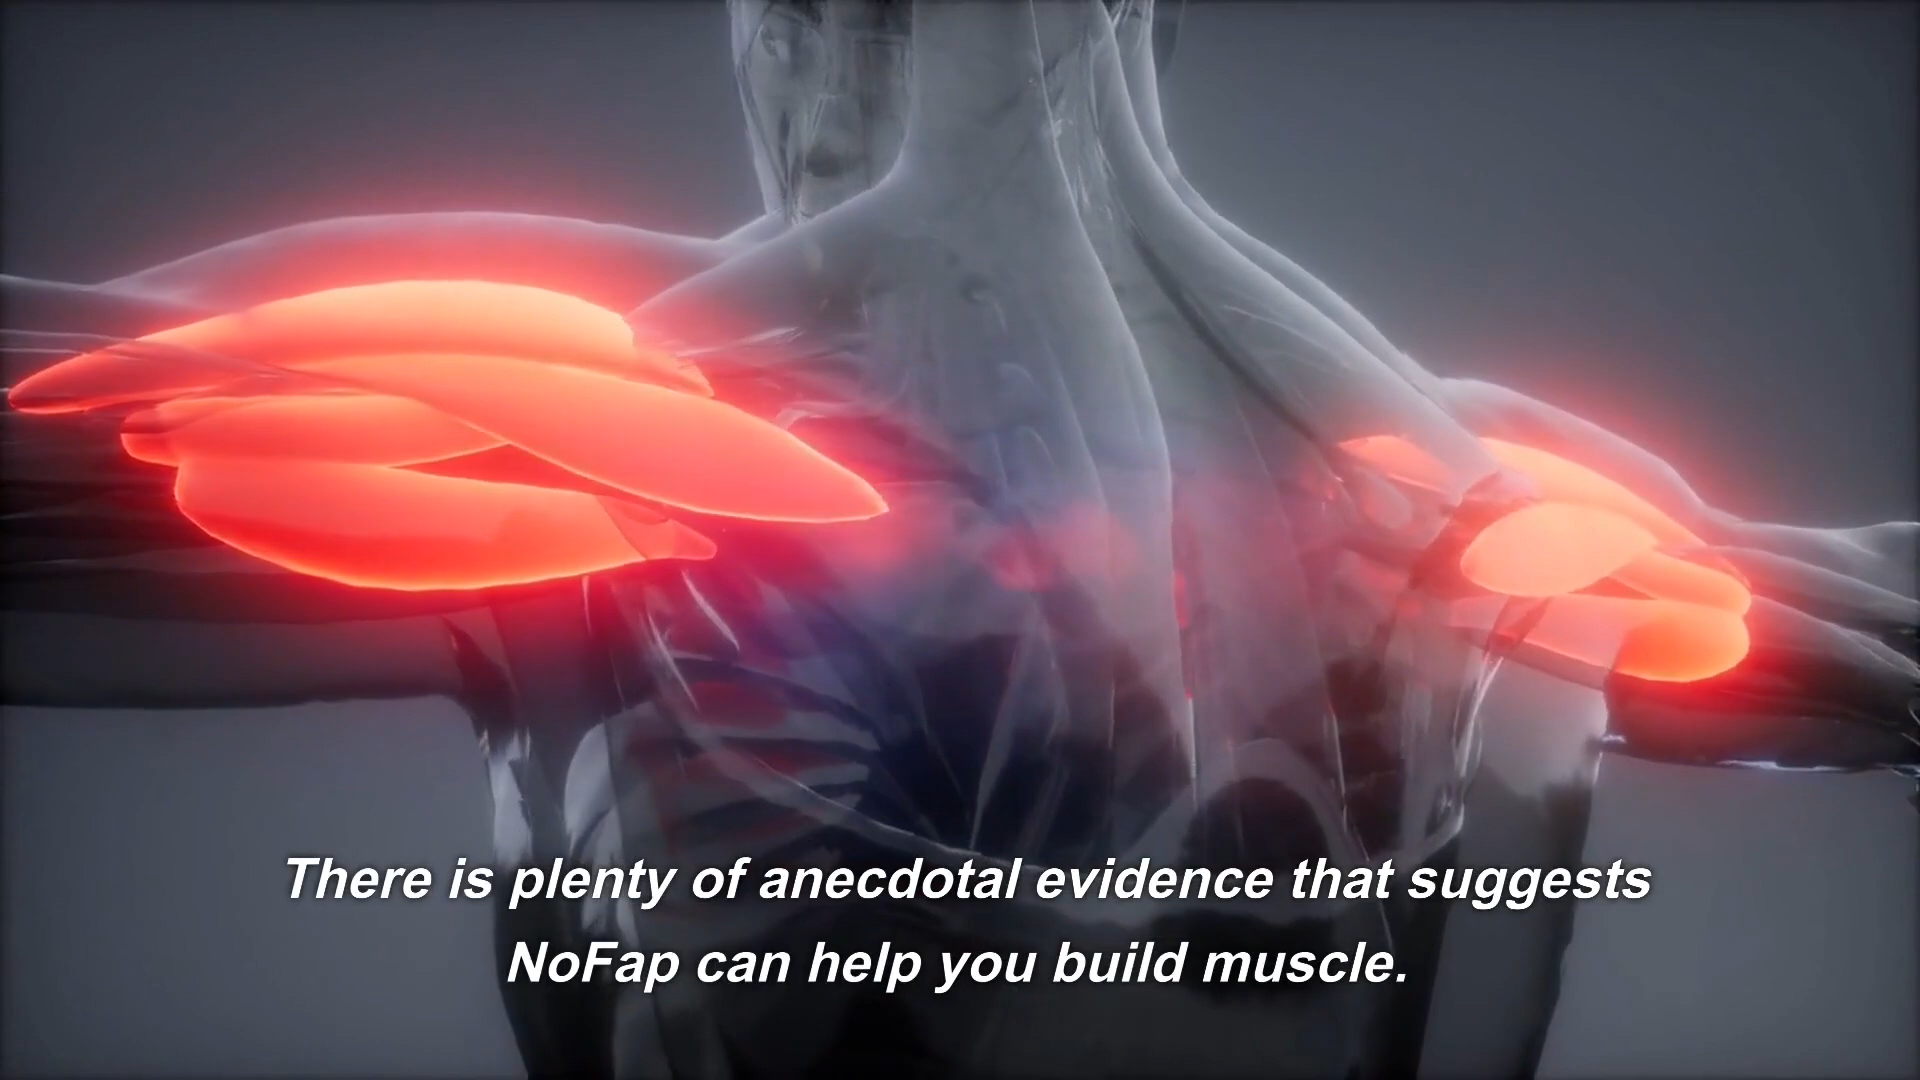 There is plenty of anecdotal evidence that suggests
NoFap can help you build muscle.